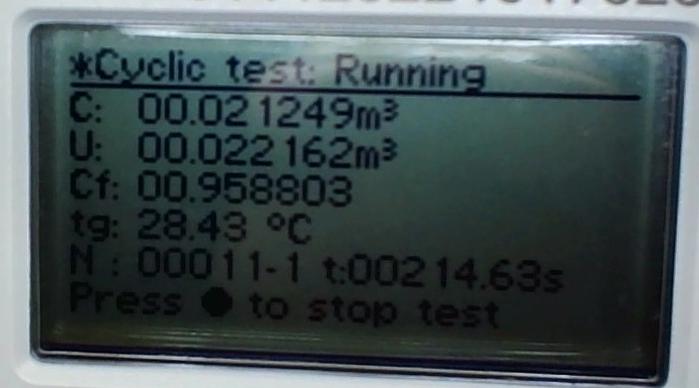 *Cyclic test: Running
C: 00.021249m³
U: 00.022162m³
Cf: 00.958803
tg: 28.43 °C
N : 00011-1 t:00214.63s
Press ● to stop test